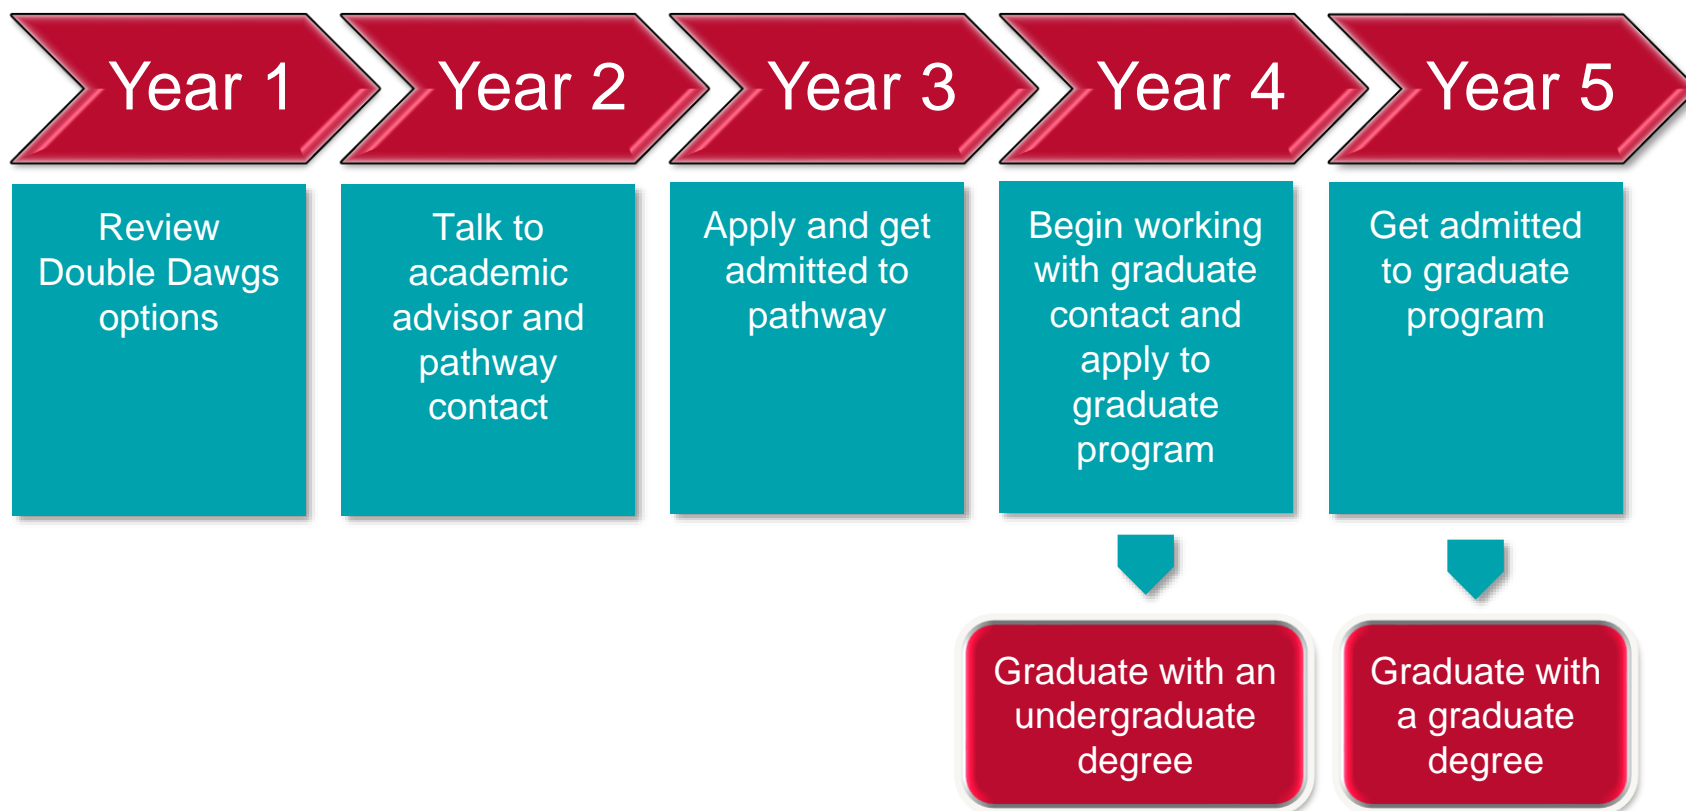 Year 1
Year 2
Year 3
Year 4
Year 5
Review
Double Dawgs
options
Talk to
academic
advisor and
pathway
contact
Apply and get
admitted to
pathway
Begin working
with graduate
contact and
apply to
graduate
program
Get admitted
to graduate
program
Graduate with an
undergraduate
degree
Graduate with
a graduate
degree